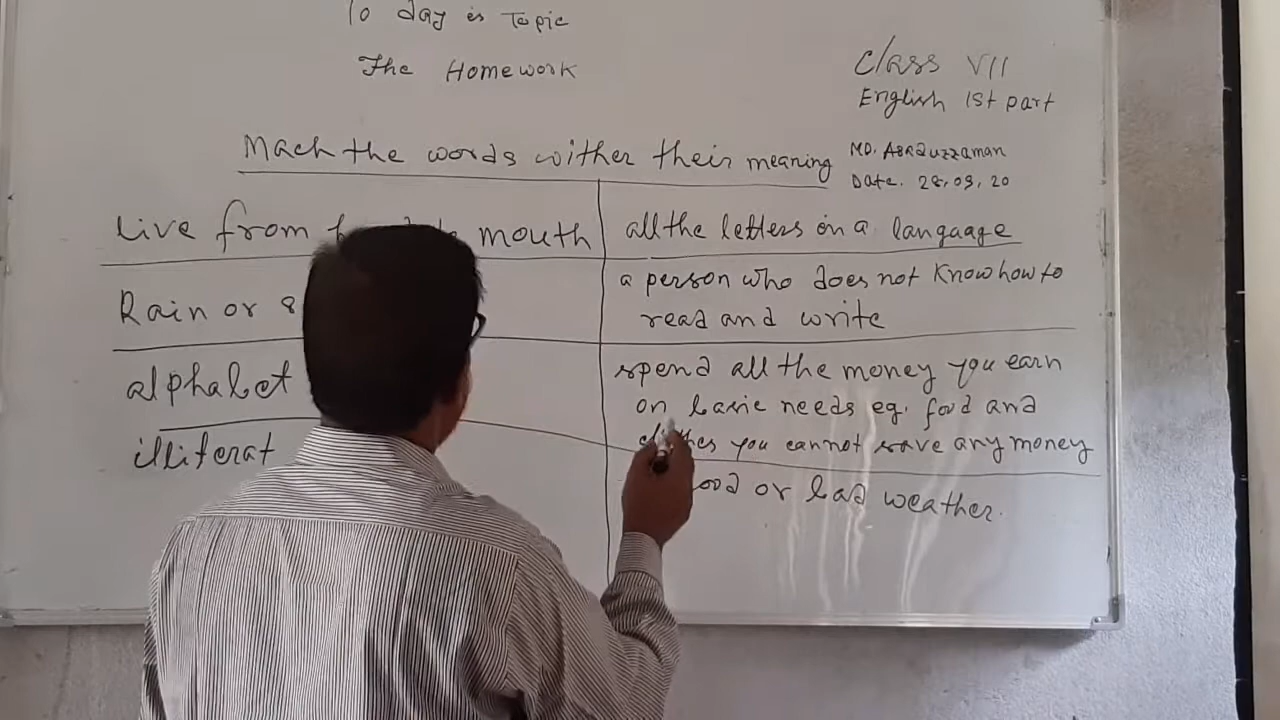 To day is Topic
The Homework
Class VII
English 1st part
MD. Asaduzzaman
Date. 28.09.20
Mach the words wither their meaning
Live from mouth
all the letters in a language
Rain or
a person who does not know how to
read and write
alphabet
spend all the money you earn
on basic needs eg. food and
clothes you cannot save any money
illiterat
or bad weather.